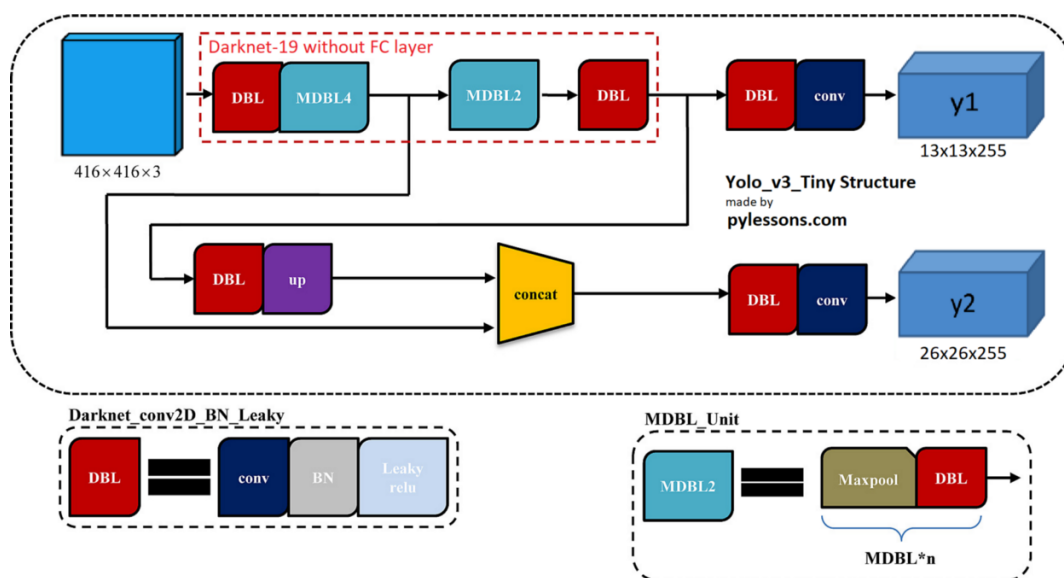 Darknet-19 without FC layer
DBL
MDBL4
MDBL2
DBL
DBL
conv
y1
416×416×3
13x13x255
Yolo_v3_Tiny Structure
made by
pylessons.com
DBL
up
concat
DBL
conv
y2
26x26x255
Darknet_conv2D_BN_Leaky
DBL
conv
BN
Leaky
relu
MDBL_Unit
MDBL2
Maxpool
DBL
MDBL*n